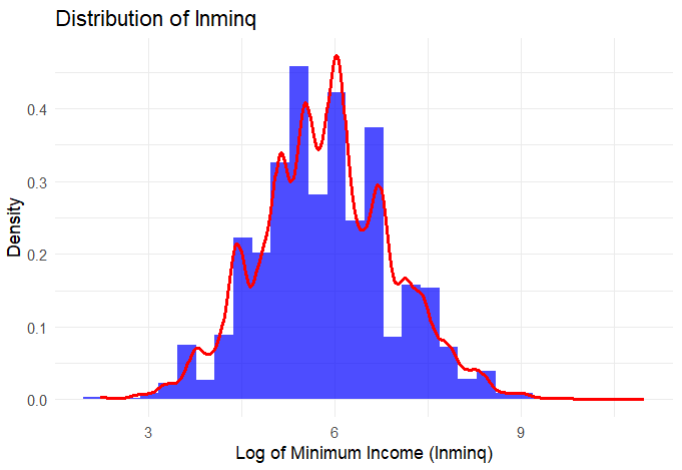 Distribution of lnminq
Density
0.4
0.3
0.2
0.1
0.0
3 6 9
Log of Minimum Income (lnminq)